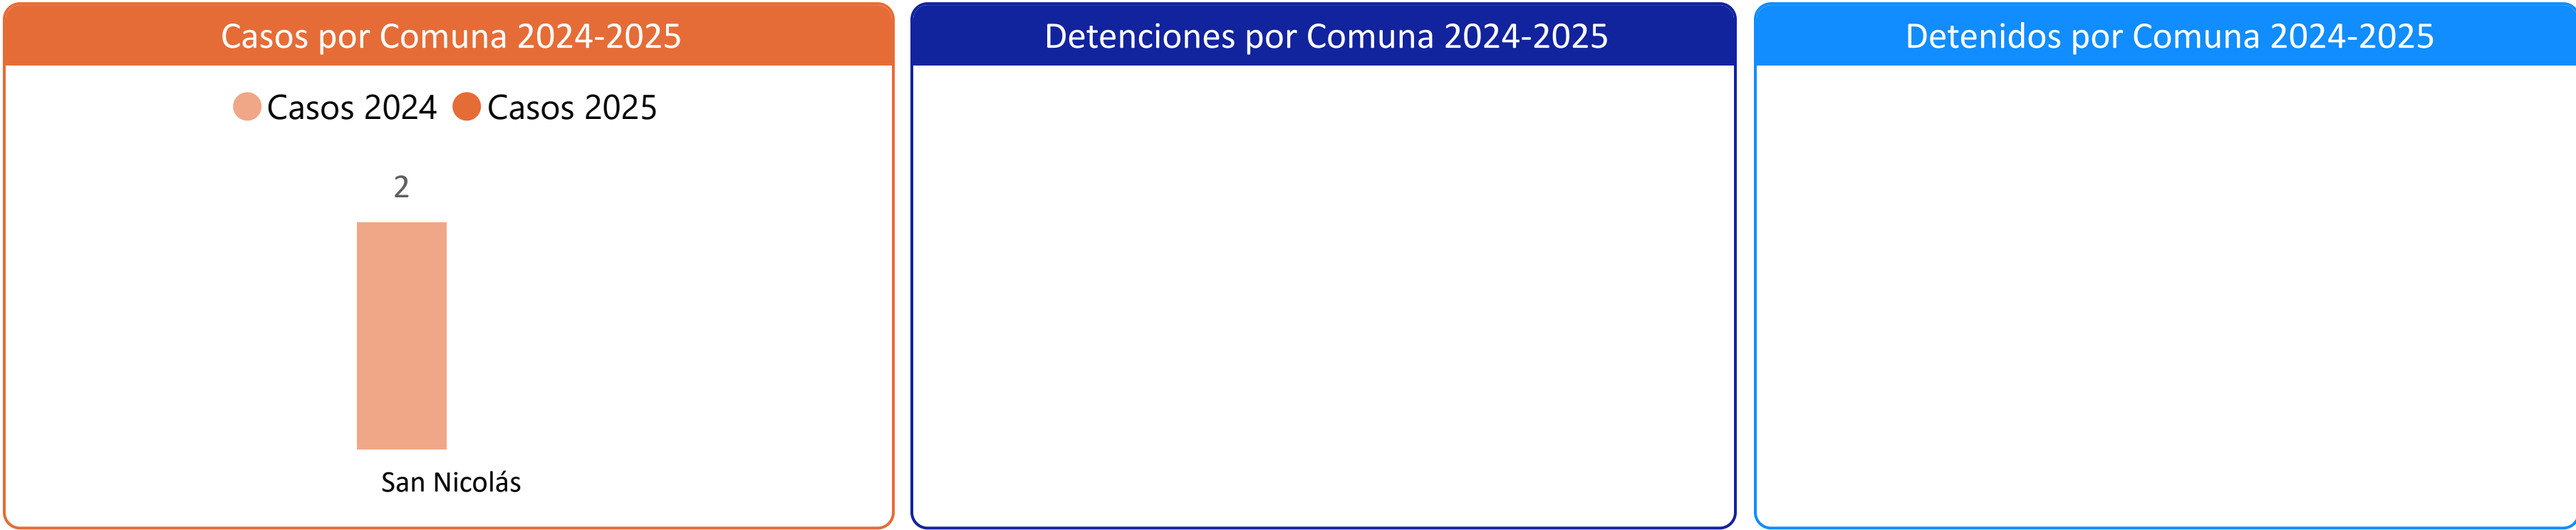 Casos por Comuna 2024-2025
Casos 2024 Casos 2025
2
San Nicolás
Detenciones por Comuna 2024-2025
Detenidos por Comuna 2024-2025